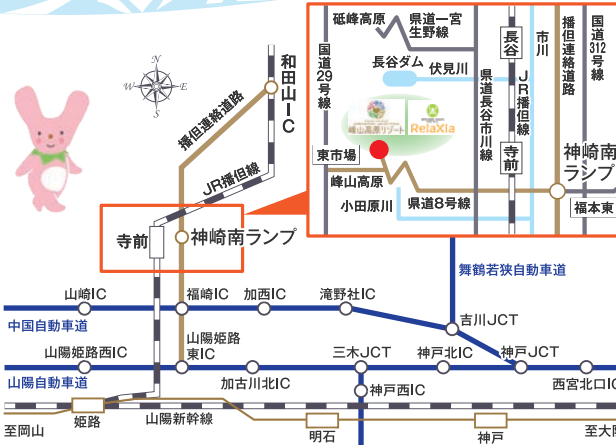 N
W
E
S
和田山IC
播但連絡道路
JR播但線
寺前
神崎南ランプ
砥峰高原
県道一宮
生野線
国道29号線
長谷ダム
伏見川
県道長谷市川線
長谷
JR播但線
市川
播但連絡道路
国道312号線
峰山高原リゾート
RelaXia
東市場
峰山高原
小田原川
県道8号線
寺前
神崎南
ランプ
福本東
舞鶴若狭自動車道
山崎IC
福崎IC
加西IC
滝野社IC
中国自動車道
吉川JCT
山陽姫路西IC
山陽姫路
東IC
三木JCT
神戸北IC
神戸JCT
山陽自動車道
加古川北IC
神戸西IC
西宮北口IC
姫路
山陽新幹線
至岡山
明石
神戸
至大